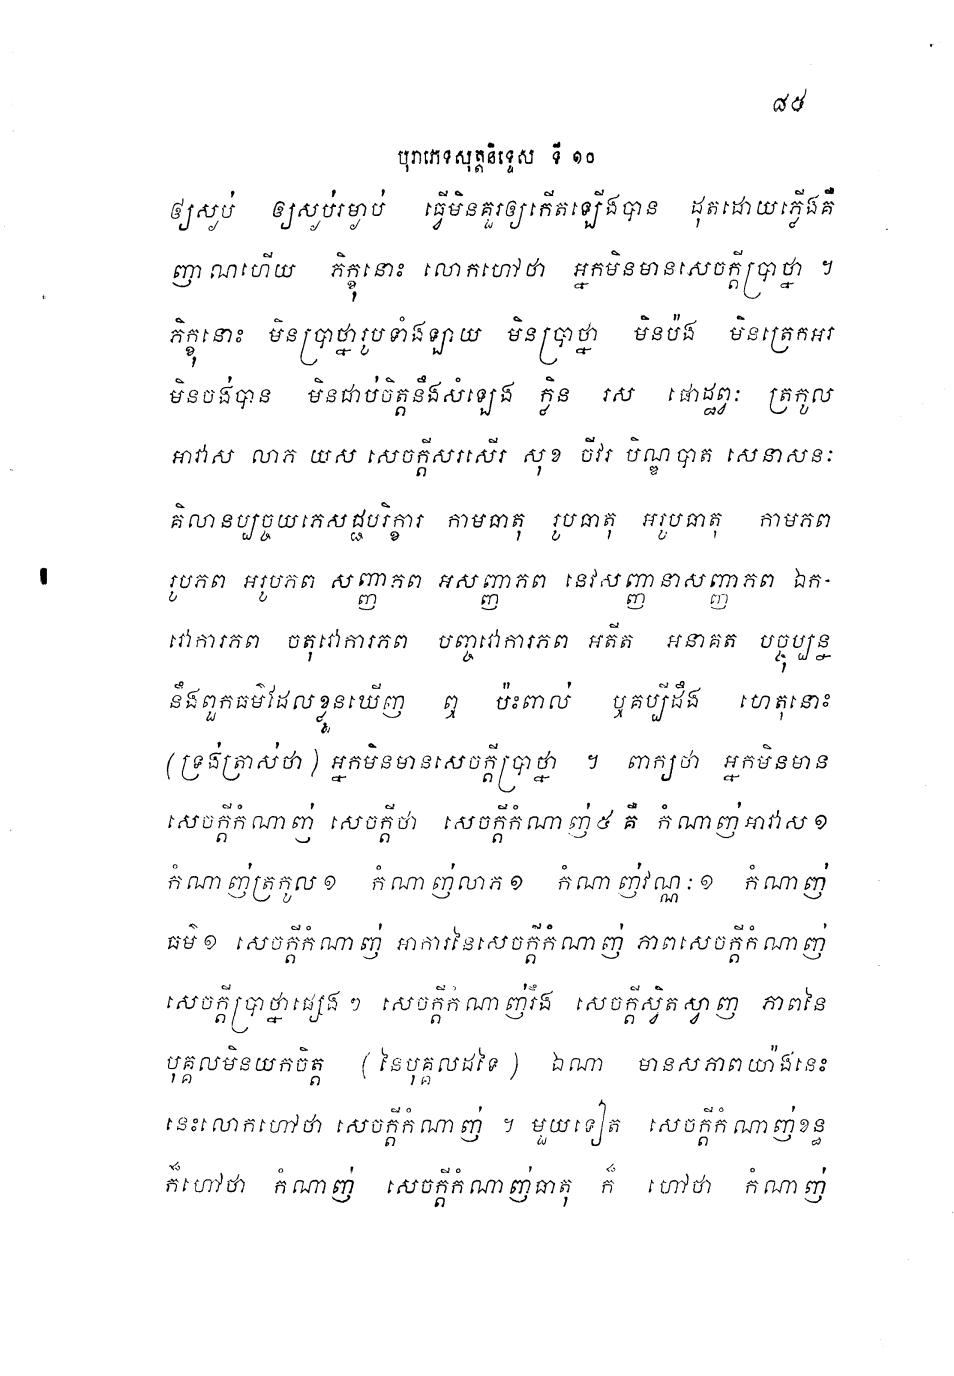 ៨៥
បុរាភេទសុត្តនិទ្ទេស ទី ១០
ឲ្យស្ងប់ ឲ្យស្ងប់រម្ងាប់ ធ្វើមិនគួរឲ្យកើតឡើងបាន ដុតដោយភ្លើងគឺ
ញាណហើយ ភិក្ខុនោះ លោកហៅថា អ្នកមិនមានសេចក្តីប្រាថ្នា ។
ភិក្ខុនោះ មិនប្រាថ្នារូបទាំងឡាយ មិនប្រាថ្នា មិនប៉ង មិនត្រេកអរ
មិនចង់បាន មិនជាប់ចិត្តនឹងសំឡេង ក្លិន រស ផោដ្ឋព្វៈ ត្រកូល
អាវាស លាភ យស សេចក្តីសរសើរ សុខ ចីវរ បិណ្ឌបាត សេនាសនៈ
គិលានប្បច្ចយភេសជ្ជបរិក្ខារ កាមធាតុ រូបធាតុ អរូបធាតុ កាមភព
រូបភព អរូបភព សញ្ញាភព អសញ្ញាភព នេវសញ្ញានាសញ្ញាភព ឯក-
វោការភព ចតុវោការភព បញ្ចវោការភព អតីត អនាគត បច្ចុប្បន្ន
នឹងពួកធម៌ដែលខ្លួនឃើញ ឮ ប៉ះពាល់ ឬគប្បីដឹង ហេតុនោះ
(ទ្រង់ត្រាស់ថា) អ្នកមិនមានសេចក្តីប្រាថ្នា ។ ពាក្យថា អ្នកមិនមាន
សេចក្តីកំណាញ់ សេចក្តីថា សេចក្តីកំណាញ់៥ គឺ កំណាញ់អាវាស ១
កំណាញ់ត្រកូល ១ កំណាញ់លាភ ១ កំណាញ់វណ្ណៈ ១ កំណាញ់
ធម៌ ១ សេចក្តីកំណាញ់ អាការនៃសេចក្តីកំណាញ់ ភាពសេចក្តីកំណាញ់
សេចក្តីប្រាថ្នាផ្សេង ៗ សេចក្តីកំណាញ់រឹង សេចក្តីស្វិតស្វាញ ភាពនៃ
បុគ្គលមិនយកចិត្ត (នៃបុគ្គលដទៃ) ឯណា មានសភាពយ៉ាងនេះ
នេះលោកហៅថា សេចក្តីកំណាញ់ ។ មួយទៀត សេចក្តីកំណាញ់ខន្ធ
ក៏ហៅថា កំណាញ់ សេចក្តីកំណាញ់ធាតុ ក៏ ហៅថា កំណាញ់